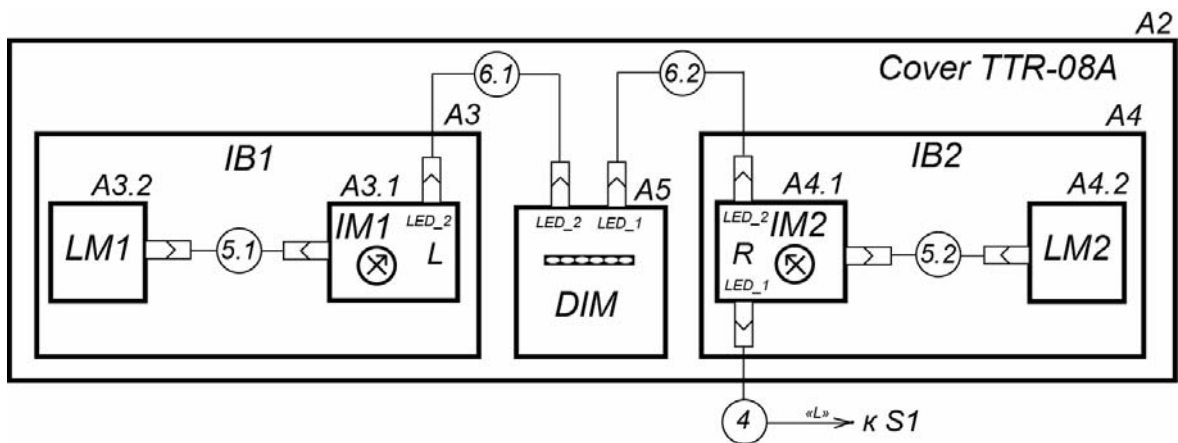 A2
Cover TTR-08A
6.1
6.2
A3
A4
IB1
IB2
A3.2
A3.1
A5
A4.1
A4.2
LM1
5.1
IM1
LED_2
L
LED_2
LED_1
DIM
LED_2
IM2
R
LED_1
5.2
LM2
4
«L»
к S1